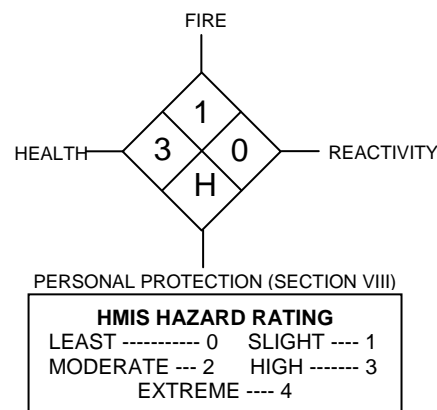 FIRE
1
HEALTH 3 0 REACTIVITY
H
PERSONAL PROTECTION (SECTION VIII)
HMIS HAZARD RATING
LEAST ----------- 0 SLIGHT ---- 1
MODERATE --- 2 HIGH ------- 3
EXTREME ---- 4